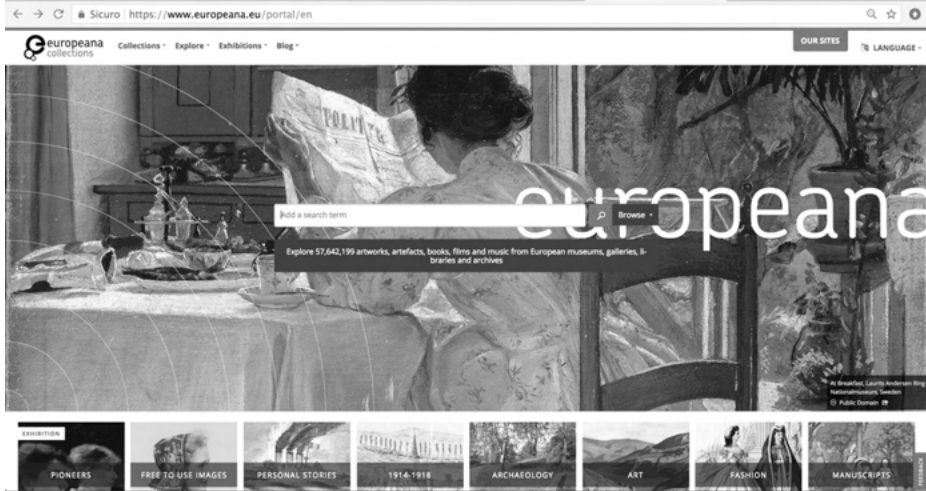 Sicuro https://www.europeana.eu/portal/en
europeana
collections
Collections Explore Exhibitions Blog
OUR SITES
LANGUAGE
POLITI
europeana
Add a search term
Browse
Explore 57,642,199 artworks, artefacts, books, films and music from European museums, galleries, li-
braries and archives
At Breakfast, Laurits Andersen Ring
Nationalmuseum, Sweden
Public Domain
EXHIBITION
PIONEERS
FREE TO USE IMAGES
PERSONAL STORIES
1914-1918
ARCHAEOLOGY
ART
FASHION
MANUSCRIPTS
FEEDBACK